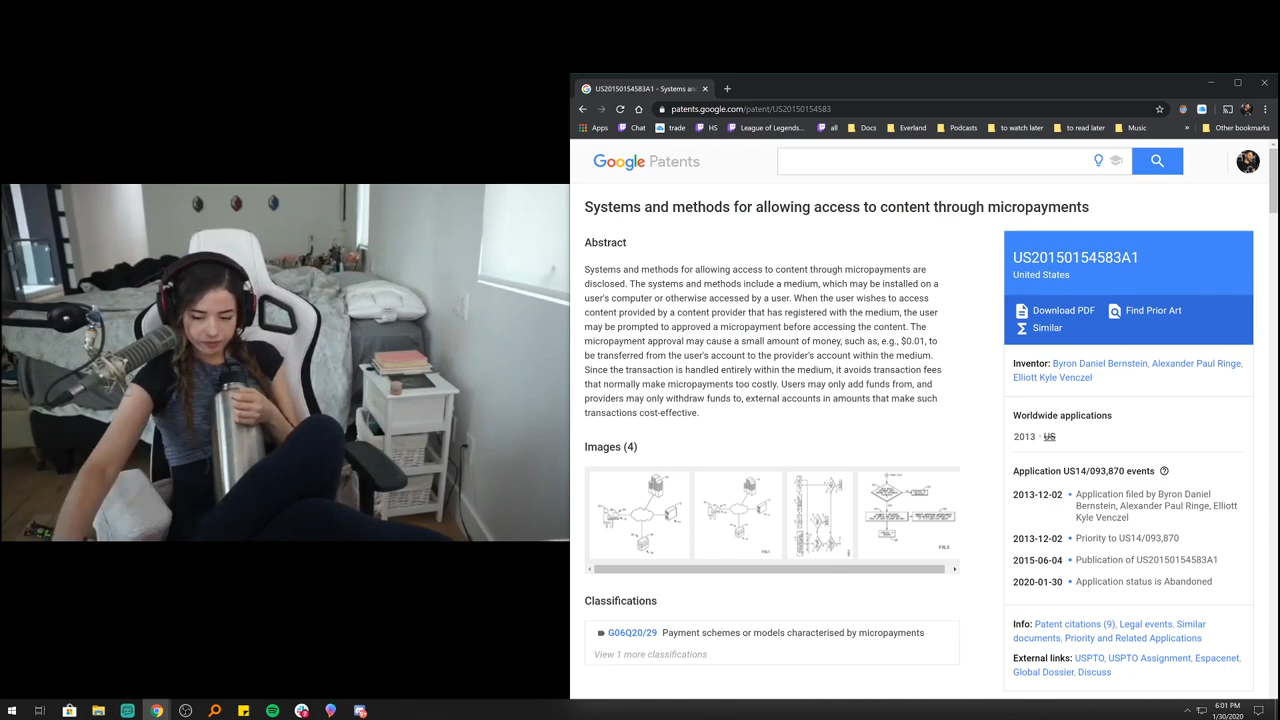 US20150154583A1 - Systems an
patents.google.com/patent/US20150154583
Apps Chat trade HS League of Legends... all Docs Everland Podcasts to watch later to read later Music » Other bookmarks
Google Patents
Systems and methods for allowing access to content through micropayments
Abstract
Systems and methods for allowing access to content through micropayments are
disclosed. The systems and methods include a medium, which may be installed on a
user's computer or otherwise accessed by a user. When the user wishes to access
content provided by a content provider that has registered with the medium, the user
may be prompted to approved a micropayment before accessing the content. The
micropayment approval may cause a small amount of money, such as, e.g., $0.01, to
be transferred from the user's account to the provider's account within the medium.
Since the transaction is handled entirely within the medium, it avoids transaction fees
that normally make micropayments too costly. Users may only add funds from, and
providers may only withdraw funds to, external accounts in amounts that make such
transactions cost-effective.
Images (4)
Classifications
G06Q20/29 Payment schemes or models characterised by micropayments
View 1 more classifications
US20150154583A1
United States
Download PDF Find Prior Art
Similar
Inventor: Byron Daniel Bernstein, Alexander Paul Ringe,
Elliott Kyle Venczel
Worldwide applications
2013 US
Application US14/093,870 events
2013-12-02 Application filed by Byron Daniel
Bernstein, Alexander Paul Ringe, Elliott
Kyle Venczel
2013-12-02 Priority to US14/093,870
2015-06-04 Publication of US20150154583A1
2020-01-30 Application status is Abandoned
Info: Patent citations (9), Legal events, Similar
documents, Priority and Related Applications
External links: USPTO, USPTO Assignment, Espacenet,
Global Dossier, Discuss
6:01 PM
1/30/2020